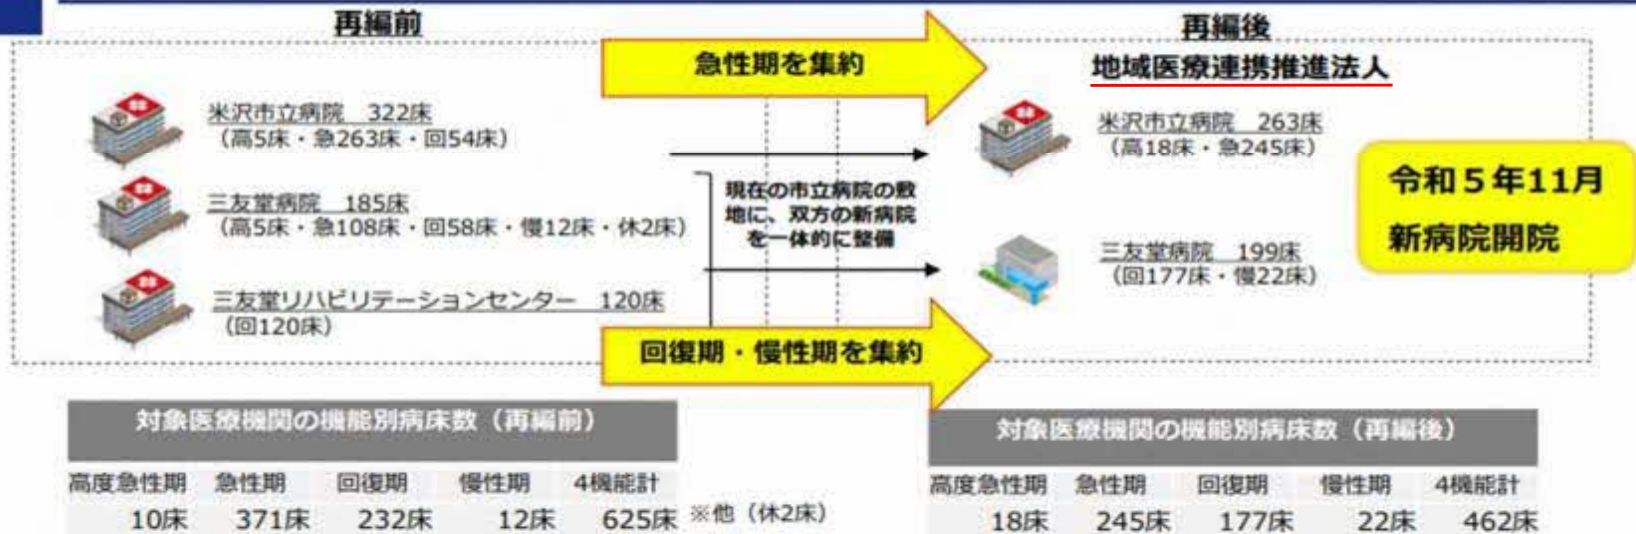 再編前
再編後
急性期を集約
地域医療連携推進法人
米沢市立病院　322床
（高5床・急263床・回54床）
三友堂病院　185床
（高5床・急108床・回58床・慢12床・休2床）
三友堂リハビリテーションセンター　120床
（回120床）
現在の市立病院の敷
地に、双方の新病院
を一体的に整備
米沢市立病院　263床
（高18床・急245床）
三友堂病院　199床
（回177床・慢22床）
令和５年11月
新病院開院
回復期・慢性期を集約
対象医療機関の機能別病床数（再編前）
高度急性期 急性期 回復期 慢性期 4機能計
10床 371床 232床 12床 625床 ※他（休2床）
対象医療機関の機能別病床数（再編後）
高度急性期 急性期 回復期 慢性期 4機能計
18床 245床 177床 22床 462床